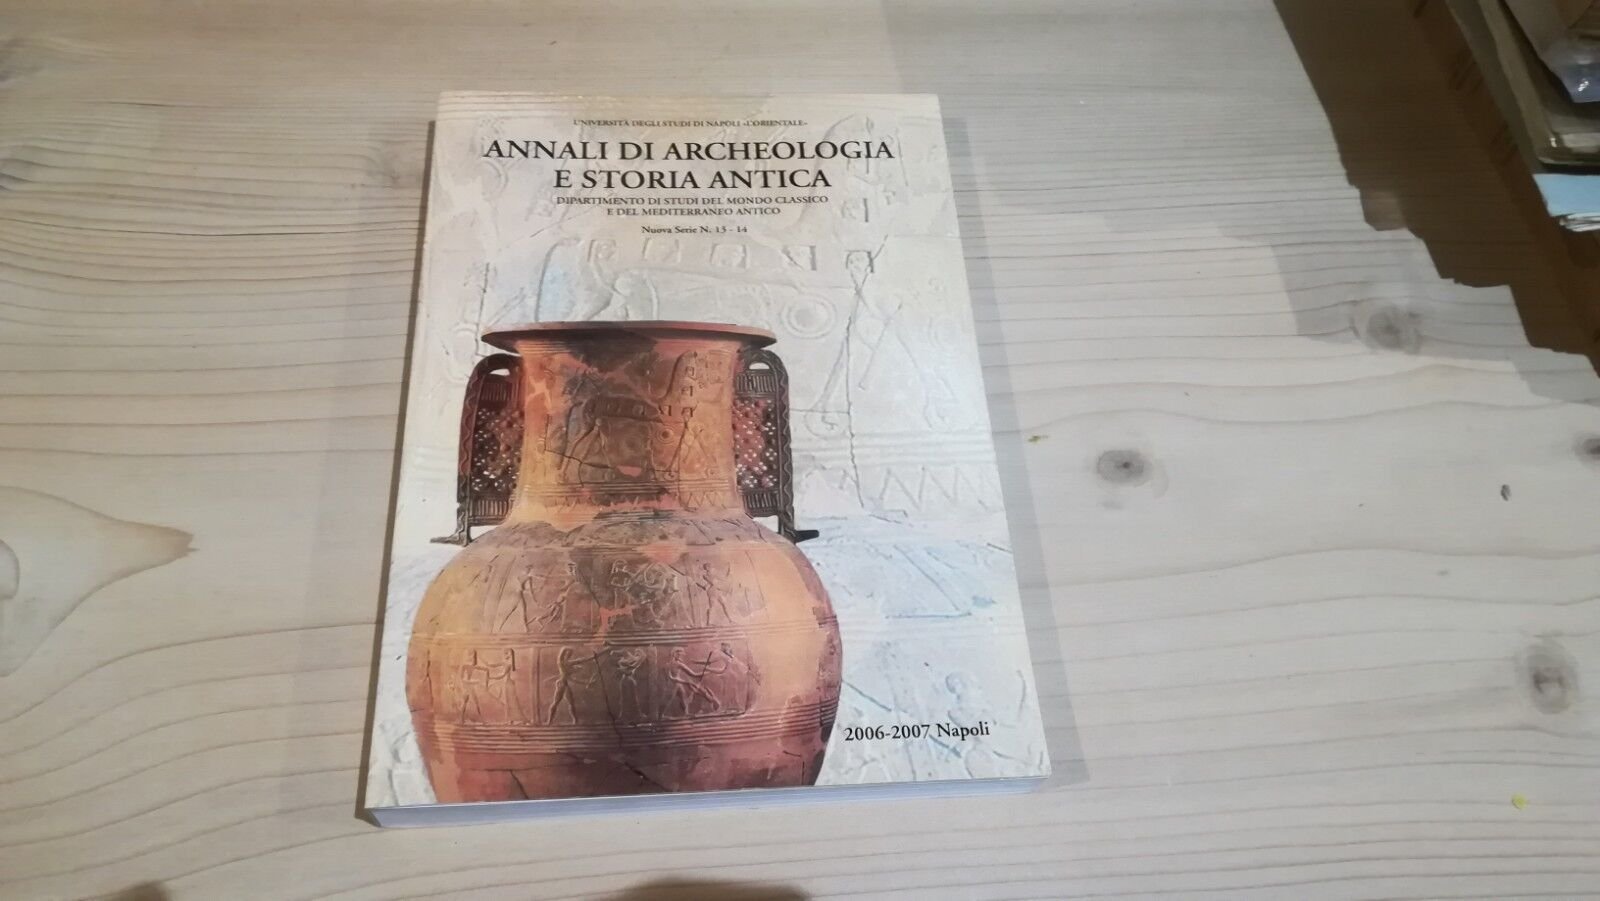 UNIVERSITÀ DEGLI STUDI DI NAPOLI «L'ORIENTALE»
ANNALI DI ARCHEOLOGIA
E STORIA ANTICA
DIPARTIMENTO DI STUDI DEL MONDO CLASSICO
E DEL MEDITERRANEO ANTICO
Nuova Serie N. 13 - 14
2006-2007 Napoli